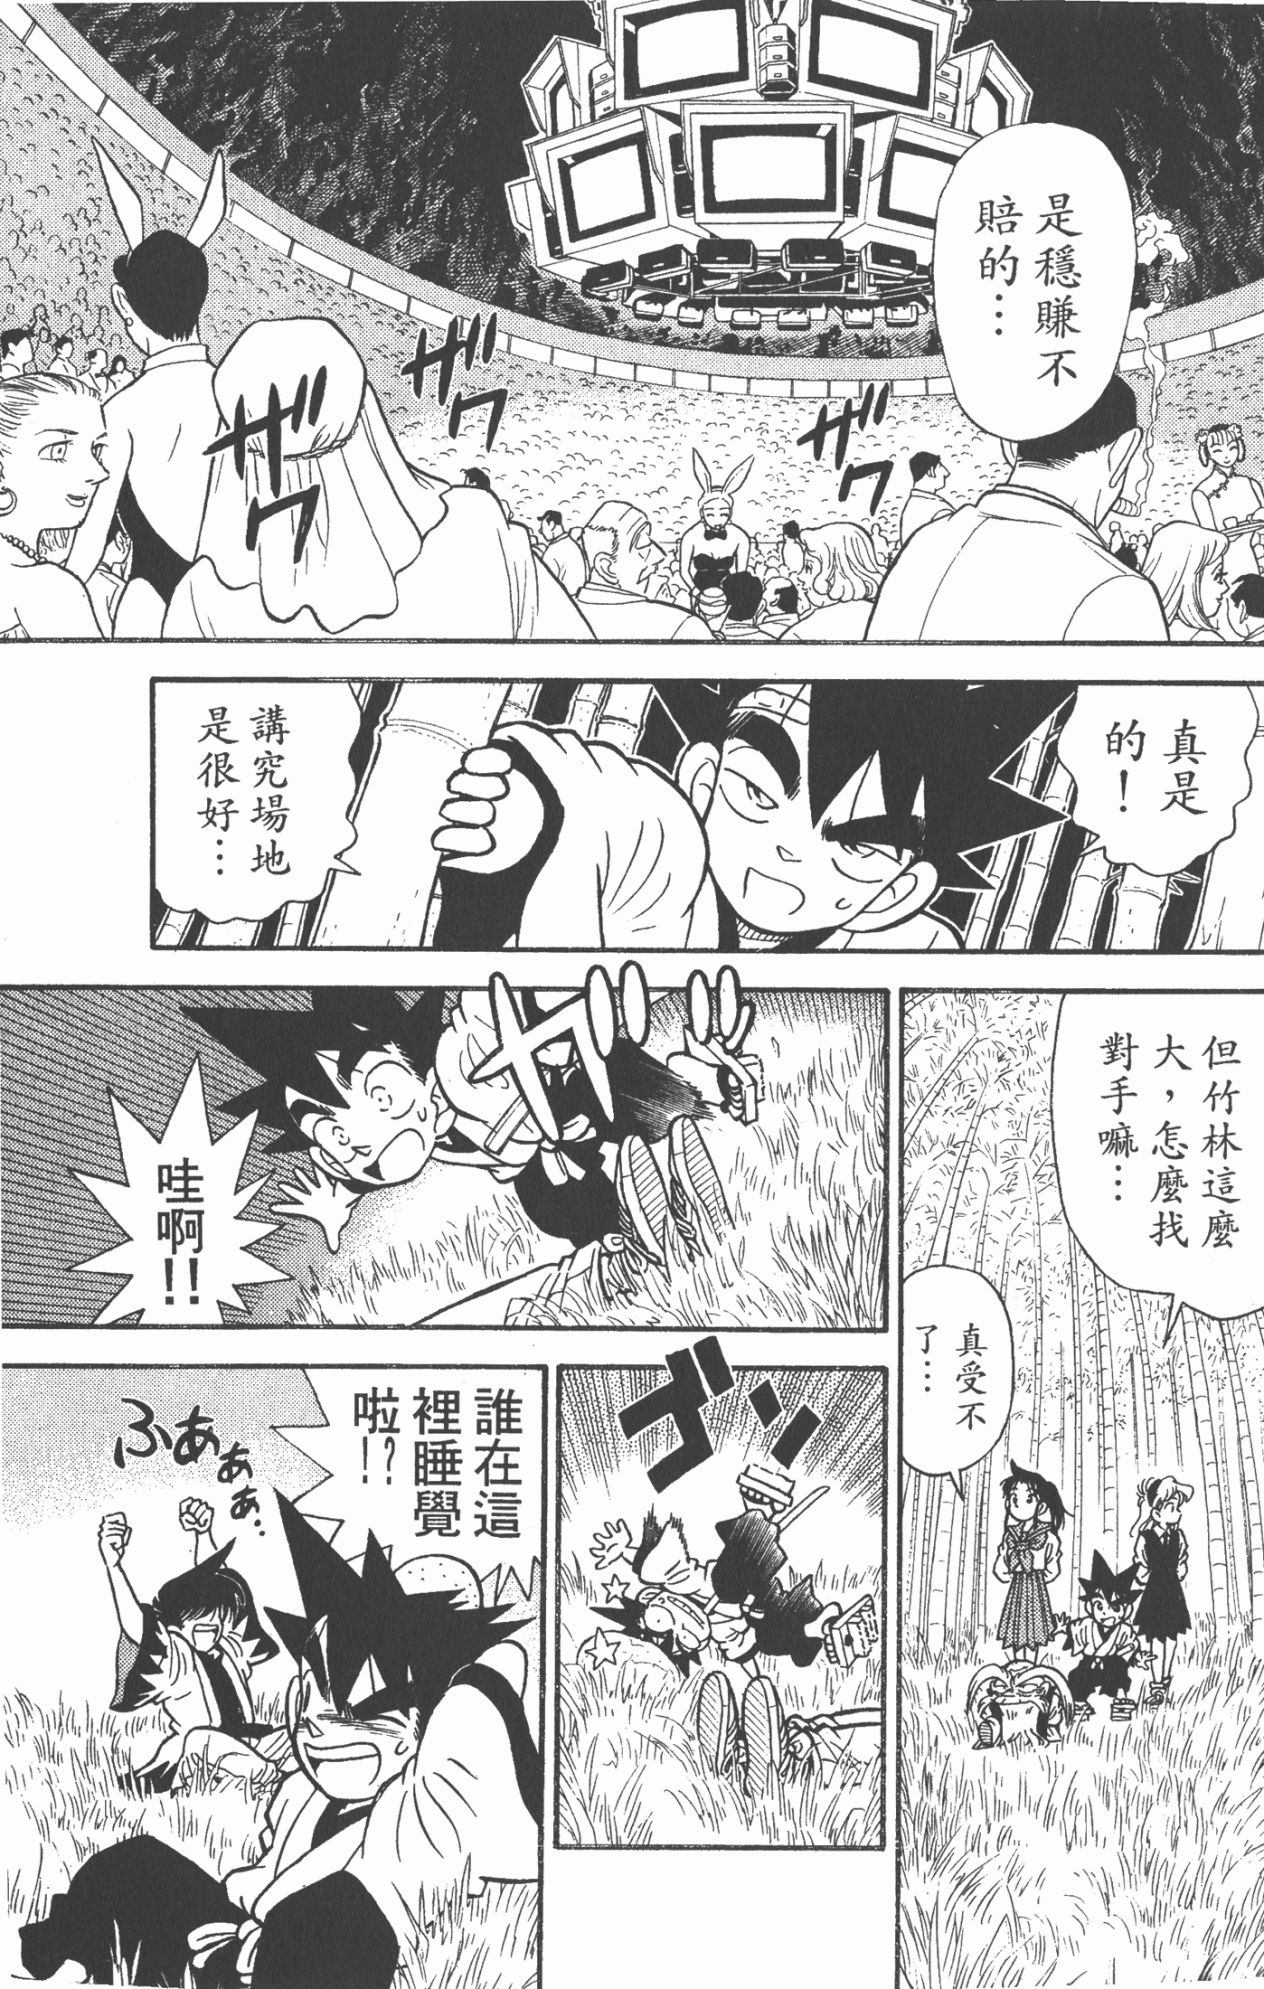 是穩賺不
賠的…
ザワ
ザワ
ザワ
真是
的！
講究場地
是很好…
但竹林這麼
大，怎麼找
對手嘛…
真受不
了…
ドドッ
哇啊!!
ゴン
誰在這
裡睡覺
啦!?
ふあぁぁ..